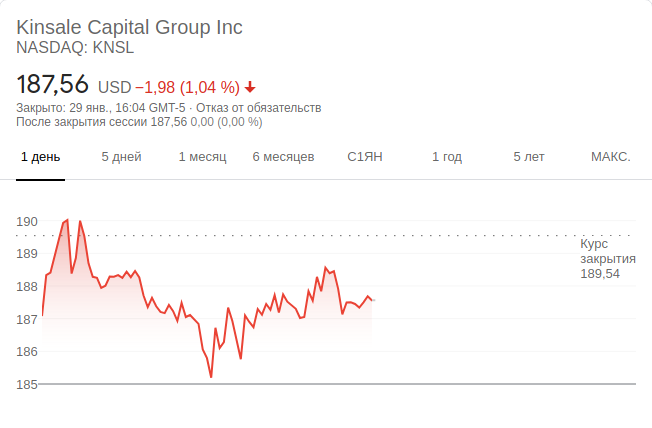 Kinsale Capital Group Inc
NASDAQ: KNSL
187,56 USD −1,98 (1,04 %)
Закрыто: 29 янв., 16:04 GMT-5 · Отказ от обязательств
После закрытия сессии 187,56 0,00 (0,00 %)
1 день 5 дней 1 месяц 6 месяцев С1ЯН 1 год 5 лет МАКС.
190
Курс
закрытия
189,54
189
188
187
186
185